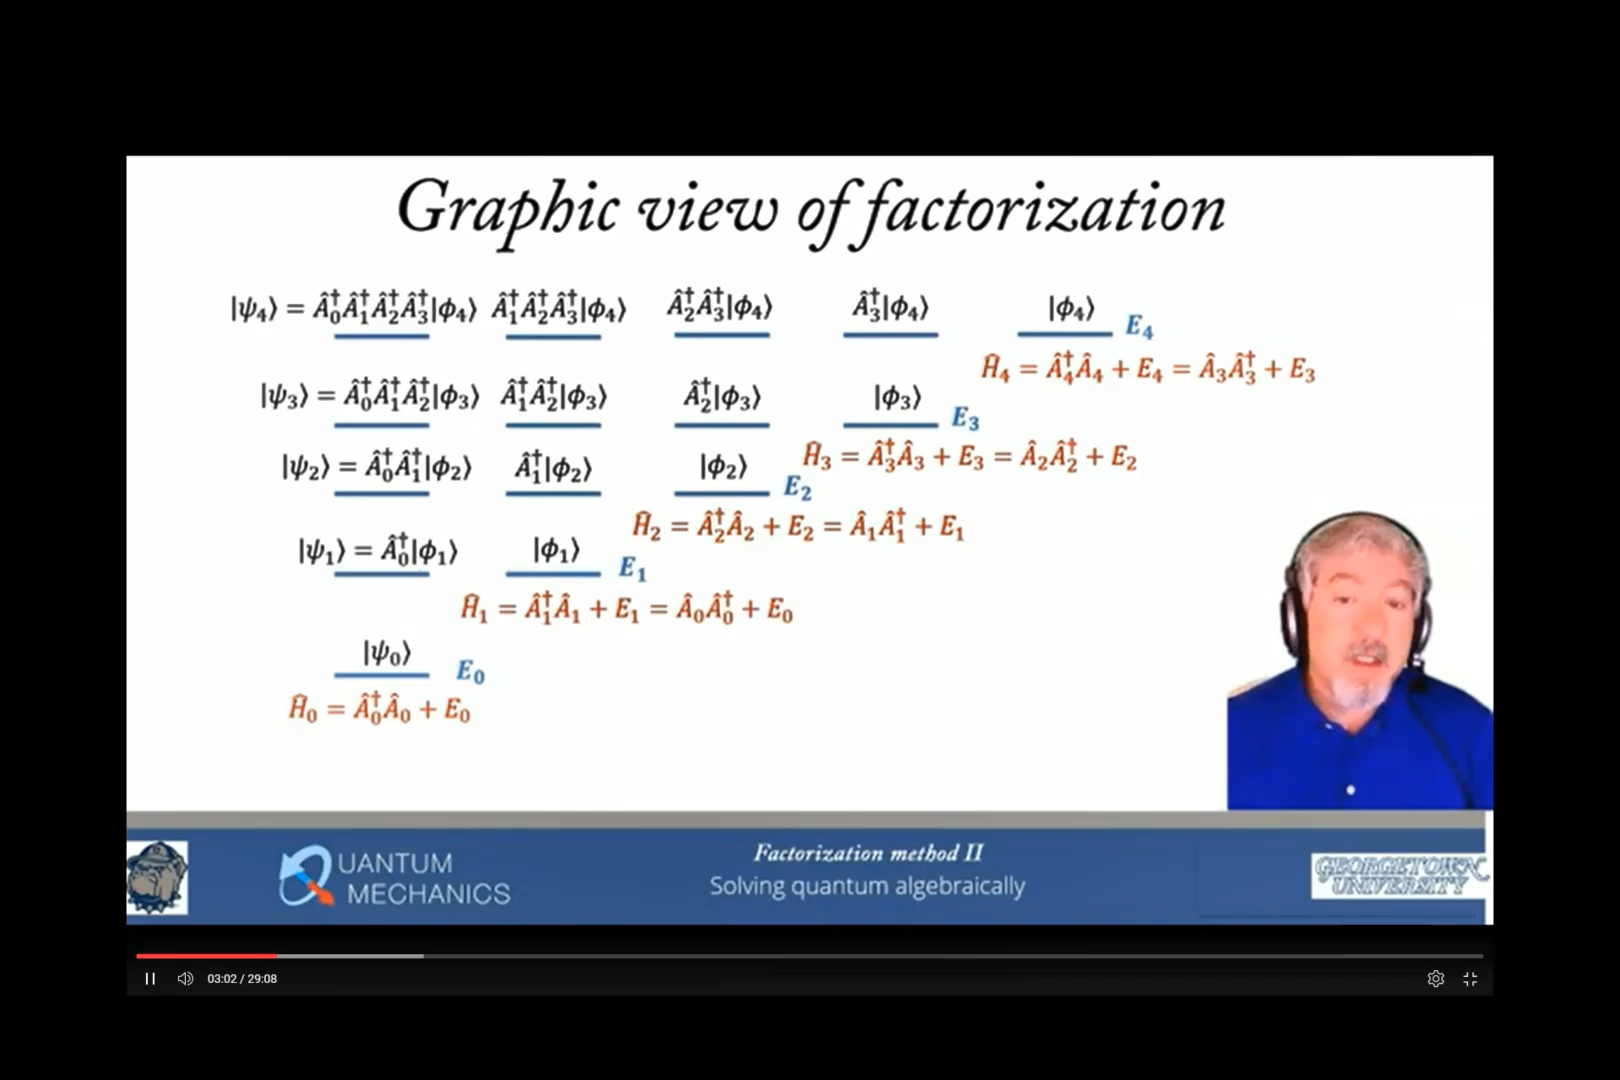 Graphic view of factorization
|ψ₄⟩ = Â₀†Â₁†Â₂†Â₃†|ϕ₄⟩ Â₁†Â₂†Â₃†|ϕ₄⟩ Â₂†Â₃†|ϕ₄⟩ Â₃†|ϕ₄⟩ |ϕ₄⟩ E₄
Ĥ₄ = Â₄†Â₄ + E₄ = Â₃Â₃† + E₃
|ψ₃⟩ = Â₀†Â₁†Â₂†|ϕ₃⟩ Â₁†Â₂†|ϕ₃⟩ Â₂†|ϕ₃⟩ |ϕ₃⟩ E₃
Ĥ₃ = Â₃†Â₃ + E₃ = Â₂Â₂† + E₂
|ψ₂⟩ = Â₀†Â₁†|ϕ₂⟩ Â₁†|ϕ₂⟩ |ϕ₂⟩ E₂
Ĥ₂ = Â₂†Â₂ + E₂ = Â₁Â₁† + E₁
|ψ₁⟩ = Â₀†|ϕ₁⟩ |ϕ₁⟩ E₁
Ĥ₁ = Â₁†Â₁ + E₁ = Â₀Â₀† + E₀
|ψ₀⟩ E₀
Ĥ₀ = Â₀†Â₀ + E₀
QUANTUM
MECHANICS
Factorization method II
Solving quantum algebraically
GEORGETOWN
UNIVERSITY
03:02 / 29:08